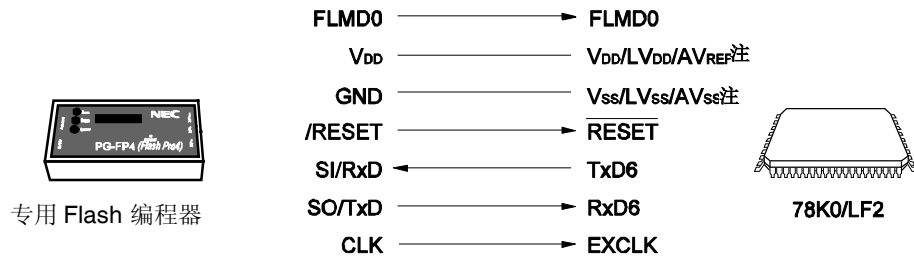 FLMD0 FLMD0
VDD VDD/LVDD/AVREF注
GND VSS/LVSS/AVSS注
/RESET RESET
SI/RxD TxD6
SO/TxD RxD6
CLK EXCLK
NEC
PG-FP4 (Flash Pro4)
专用 Flash 编程器
78K0/LF2